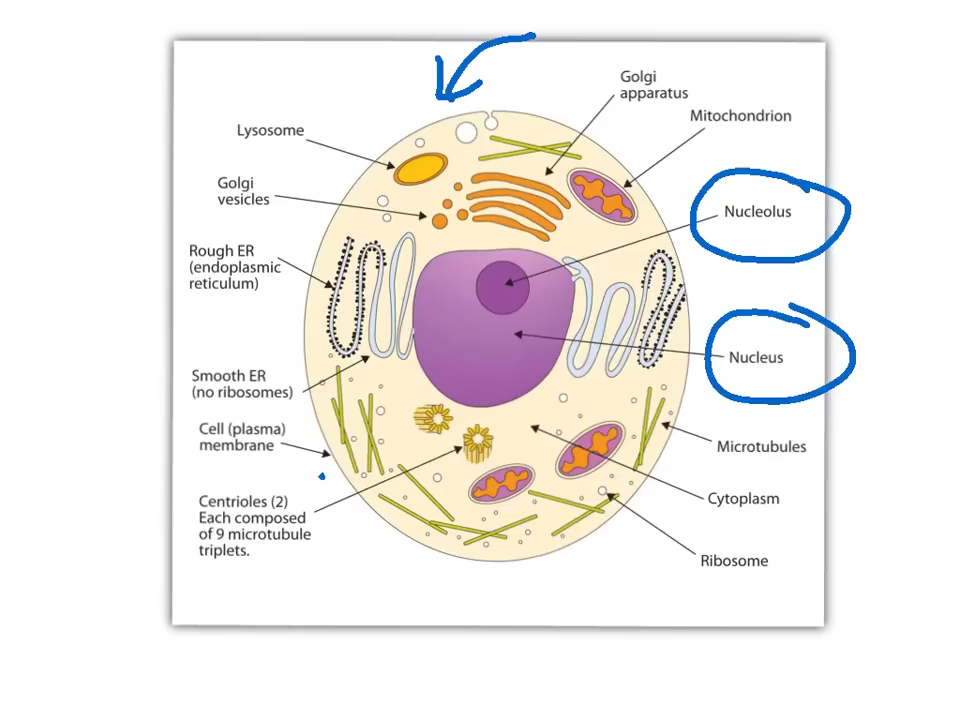 Golgi
apparatus
Mitochondrion
Lysosome
Golgi
vesicles
Nucleolus
Rough ER
(endoplasmic
reticulum)
Nucleus
Smooth ER
(no ribosomes)
Cell (plasma)
membrane
Microtubules
Cytoplasm
Centrioles (2)
Each composed
of 9 microtubule
triplets.
Ribosome